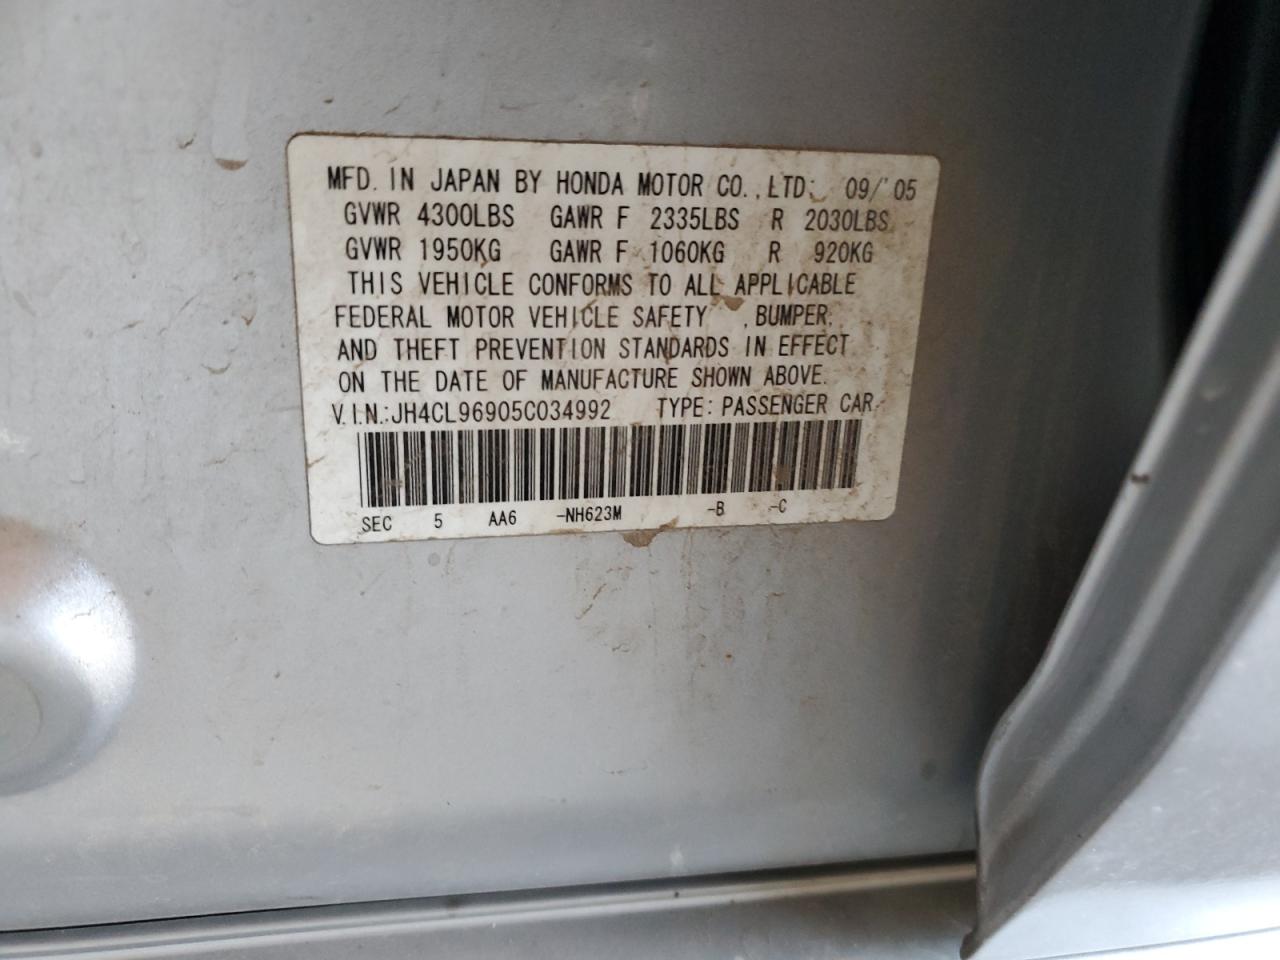 MFD. IN JAPAN BY HONDA MOTOR CO., LTD. 09/'05
GVWR 4300LBS GAWR F 2335LBS R 2030LBS
GVWR 1950KG GAWR F 1060KG R 920KG
THIS VEHICLE CONFORMS TO ALL APPLICABLE
FEDERAL MOTOR VEHICLE SAFETY , BUMPER,
AND THEFT PREVENTION STANDARDS IN EFFECT
ON THE DATE OF MANUFACTURE SHOWN ABOVE.
V.I.N.:JH4CL96905C034992 TYPE: PASSENGER CAR
SEC 5 AA6 -NH623M -B -C